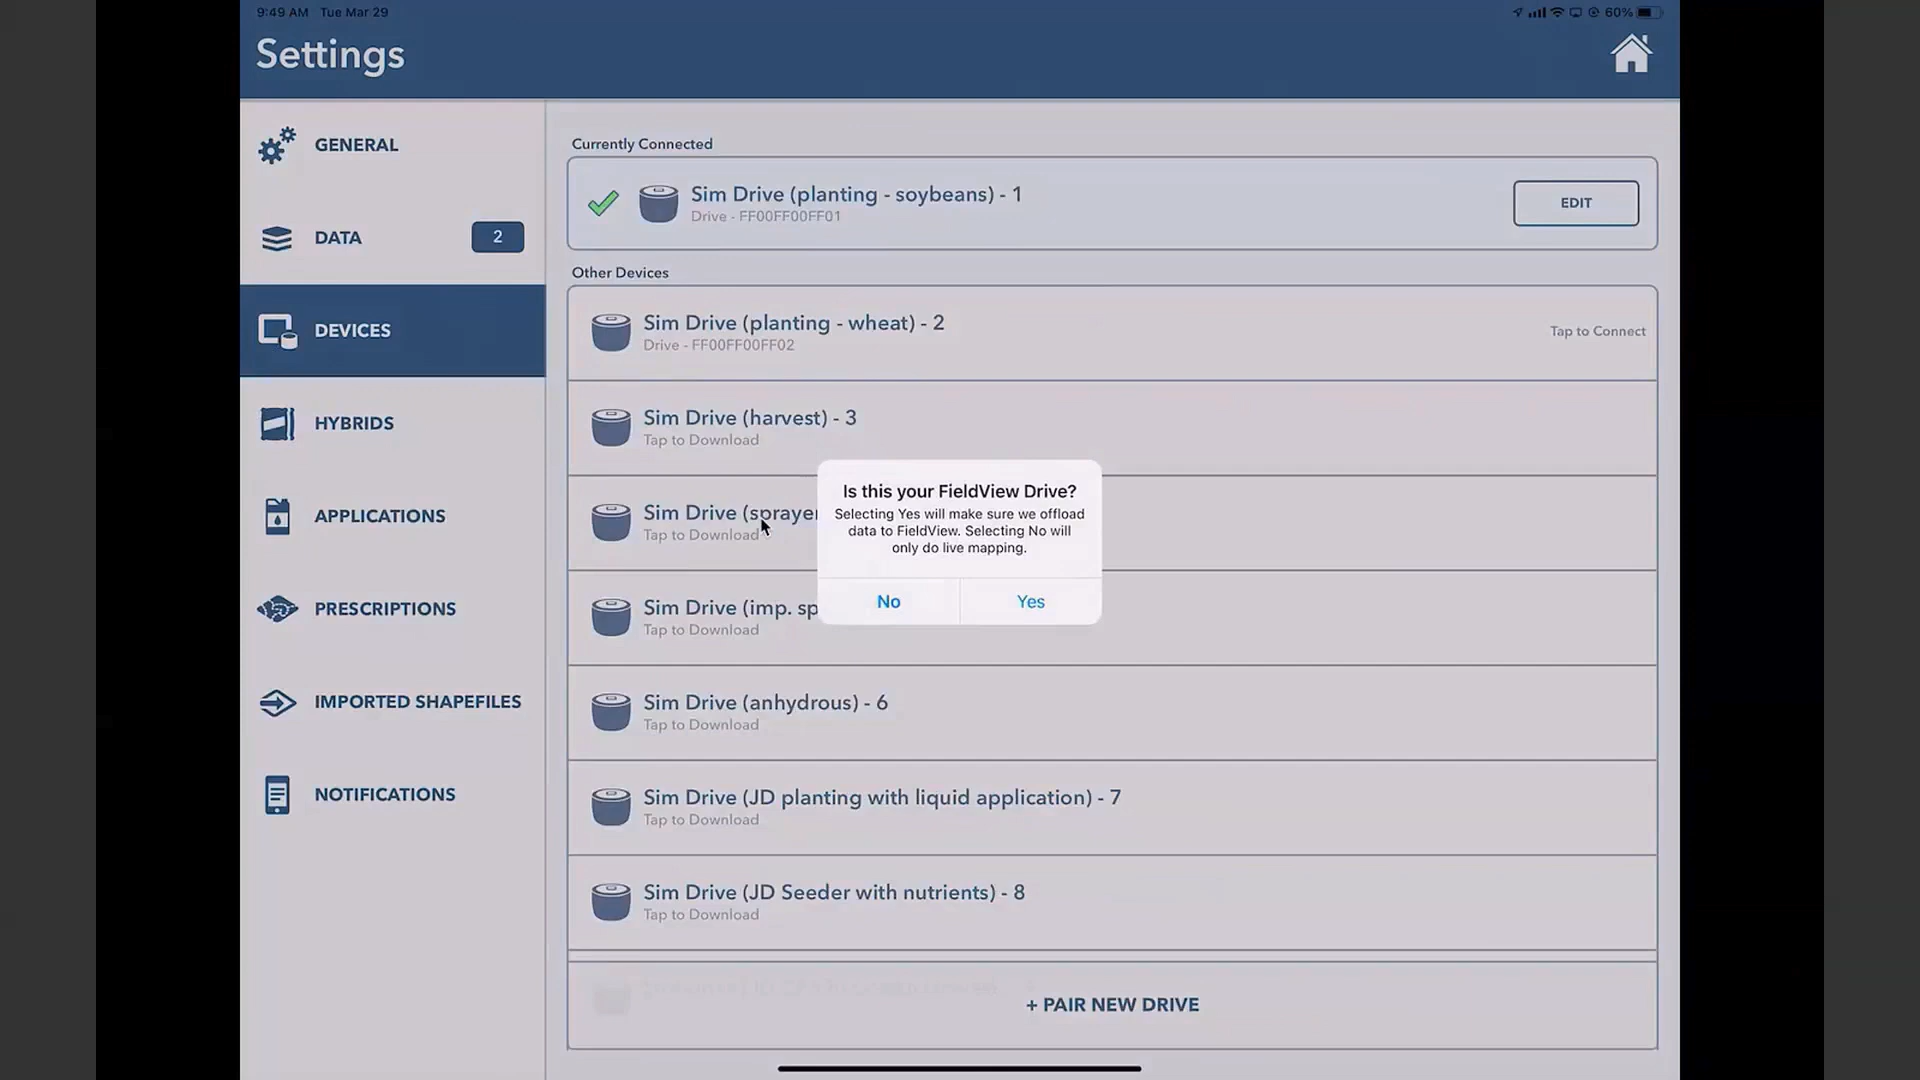 9:49 AM Tue Mar 29
60%
Settings
GENERAL
DATA
2
DEVICES
HYBRIDS
APPLICATIONS
PRESCRIPTIONS
IMPORTED SHAPEFILES
NOTIFICATIONS
Currently Connected
Sim Drive (planting - soybeans) - 1
Drive - FF00FF00FF01
EDIT
Other Devices
Sim Drive (planting - wheat) - 2
Drive - FF00FF00FF02
Tap to Connect
Sim Drive (harvest) - 3
Tap to Download
Sim Drive (sprayer
Tap to Download
Sim Drive (imp. sp
Tap to Download
Sim Drive (anhydrous) - 6
Tap to Download
Sim Drive (JD planting with liquid application) - 7
Tap to Download
Sim Drive (JD Seeder with nutrients) - 8
Tap to Download
+ PAIR NEW DRIVE
Is this your FieldView Drive?
Selecting Yes will make sure we offload
data to FieldView. Selecting No will
only do live mapping.
No
Yes